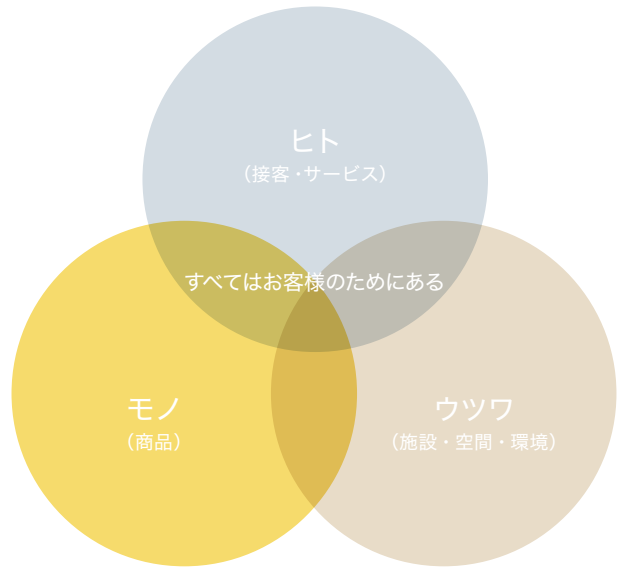 ヒト
（接客・サービス）
すべてはお客様のためにある
モノ
（商品）
ウツワ
（施設・空間・環境）